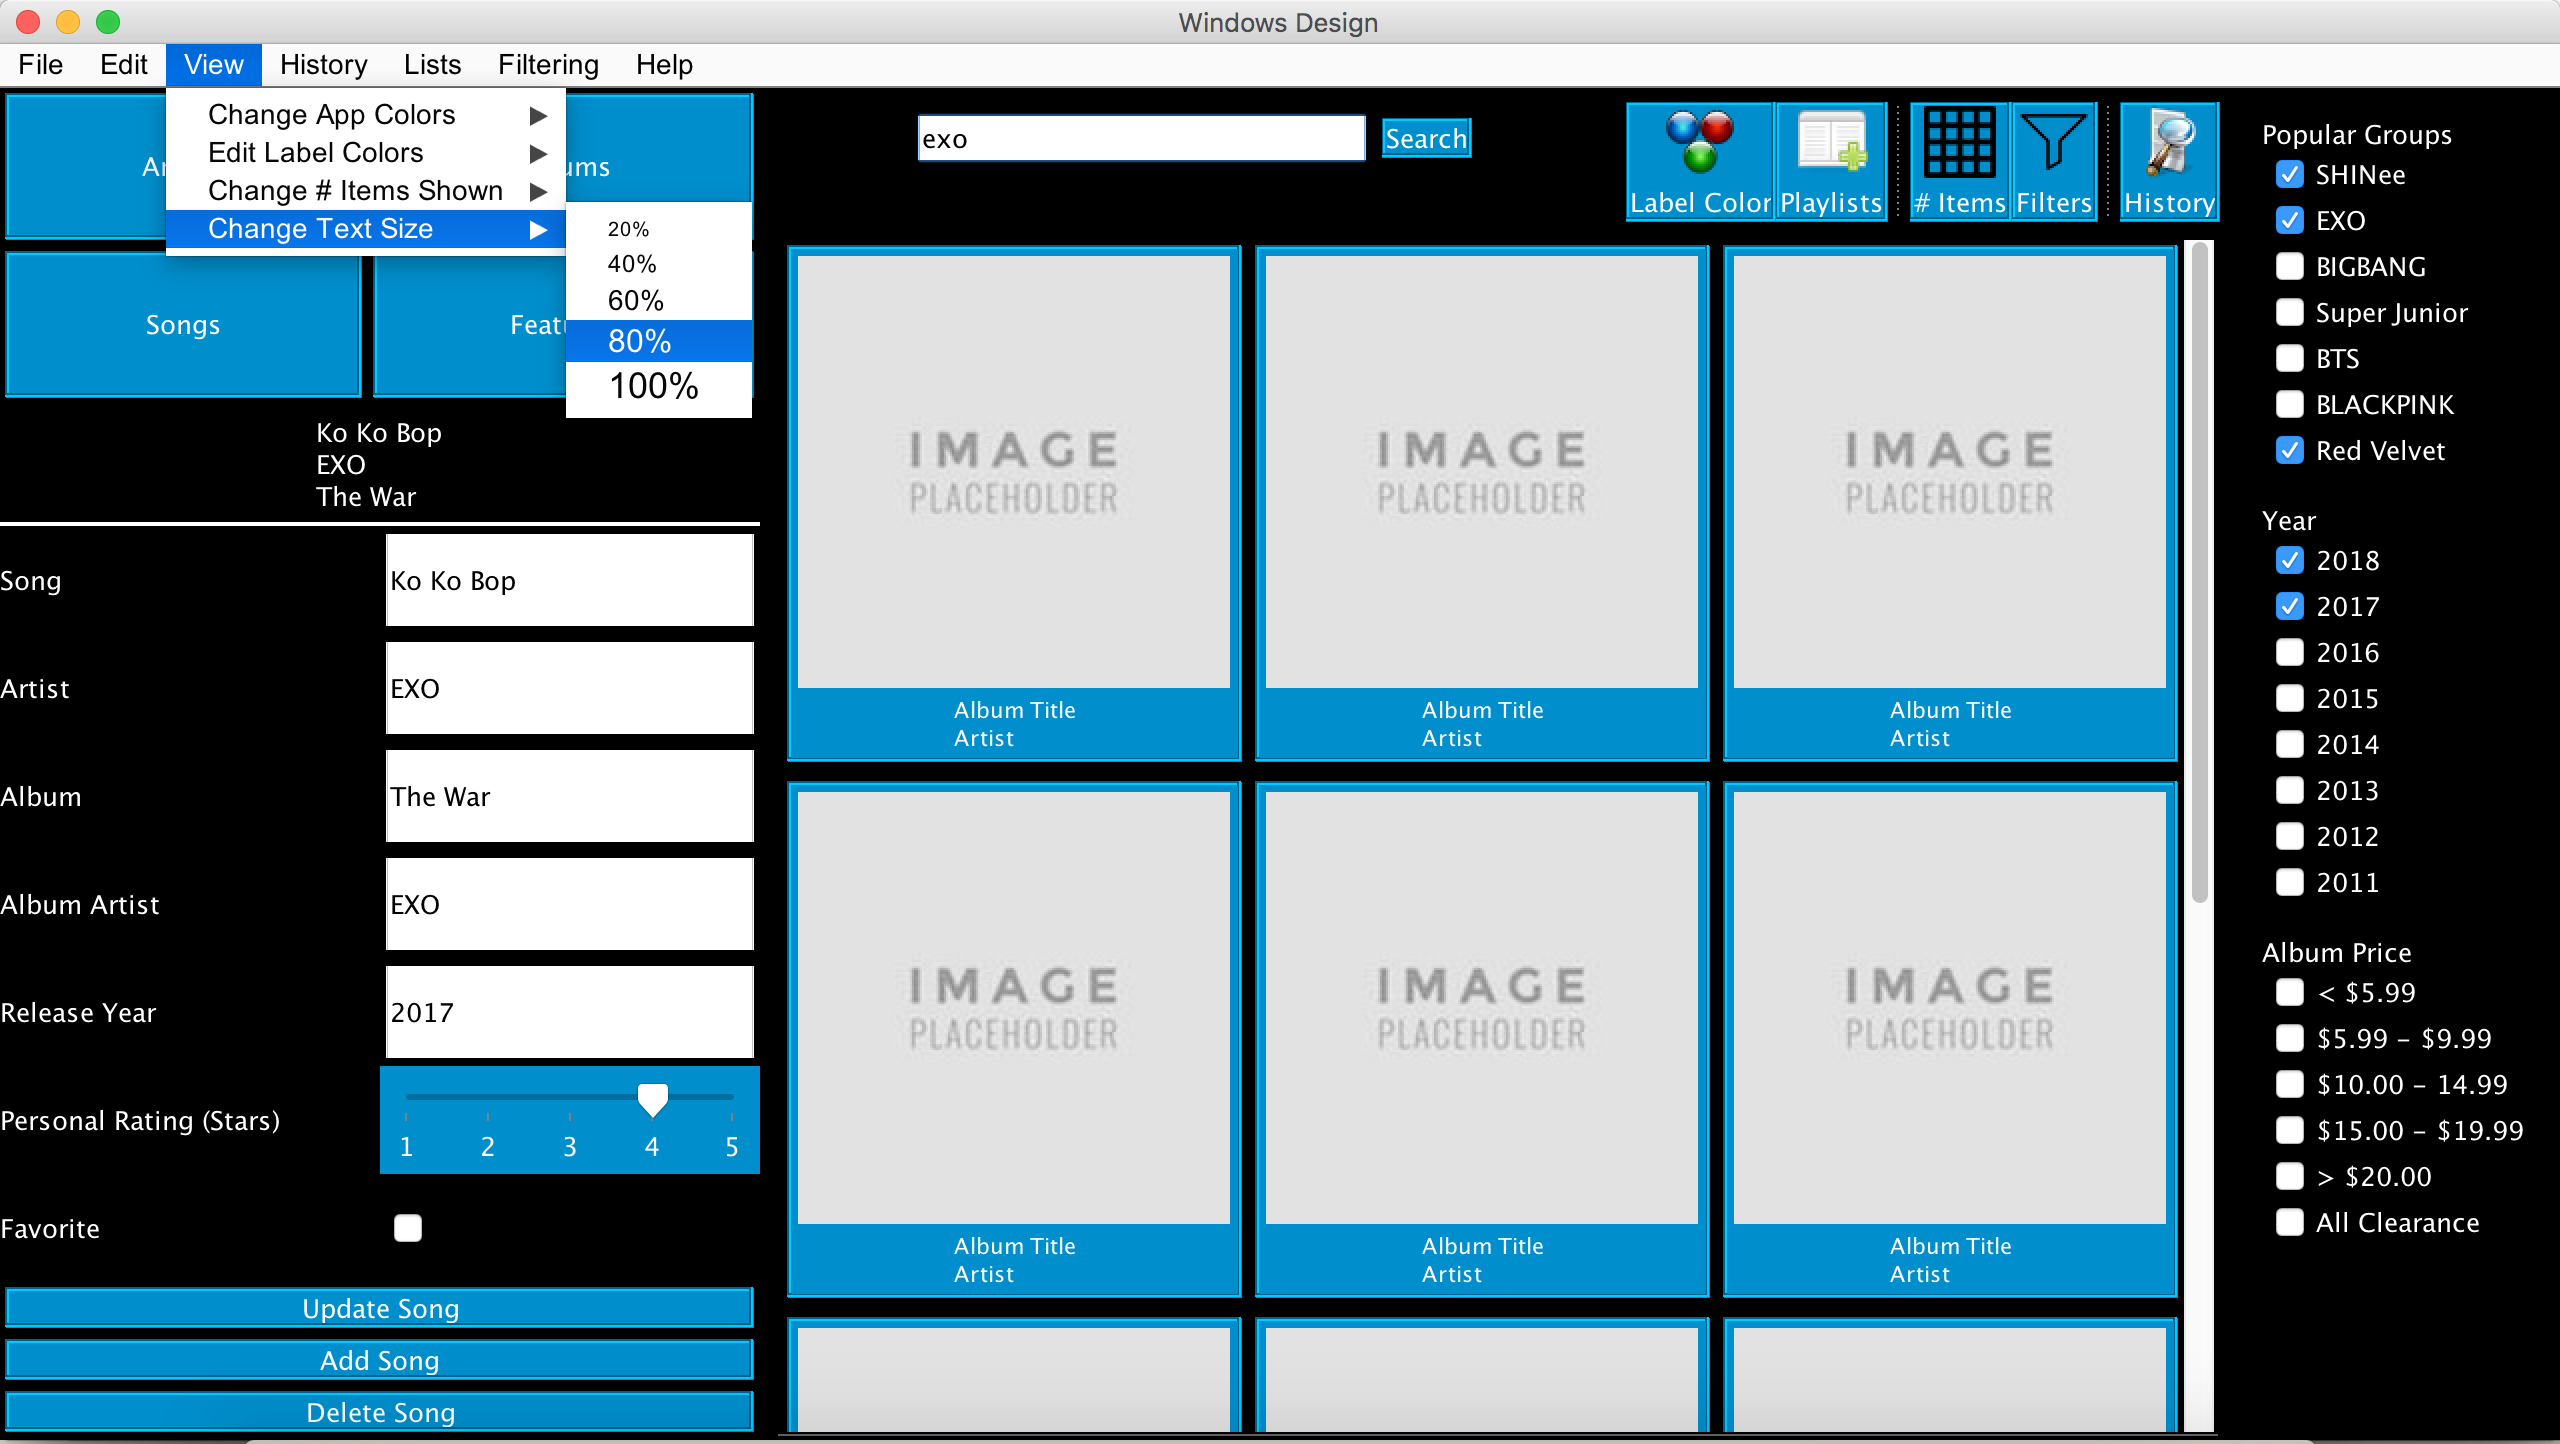 Windows Design
File Edit View History Lists Filtering Help
Change App Colors
Edit Label Colors
Change # Items Shown
Change Text Size
20%
40%
60%
80%
100%
Songs
Ko Ko Bop
EXO
The War
Song Ko Ko Bop
Artist EXO
Album The War
Album Artist EXO
Release Year 2017
Personal Rating (Stars)
1 2 3 4 5
Favorite
Update Song
Add Song
Delete Song
exo Search
Label Color Playlists # Items Filters History
IMAGE PLACEHOLDER
Album Title
Artist
IMAGE PLACEHOLDER
Album Title
Artist
IMAGE PLACEHOLDER
Album Title
Artist
IMAGE PLACEHOLDER
Album Title
Artist
IMAGE PLACEHOLDER
Album Title
Artist
IMAGE PLACEHOLDER
Album Title
Artist
Popular Groups
SHINee
EXO
BIGBANG
Super Junior
BTS
BLACKPINK
Red Velvet
Year
2018
2017
2016
2015
2014
2013
2012
2011
Album Price
< $5.99
$5.99 – $9.99
$10.00 – 14.99
$15.00 – $19.99
> $20.00
All Clearance